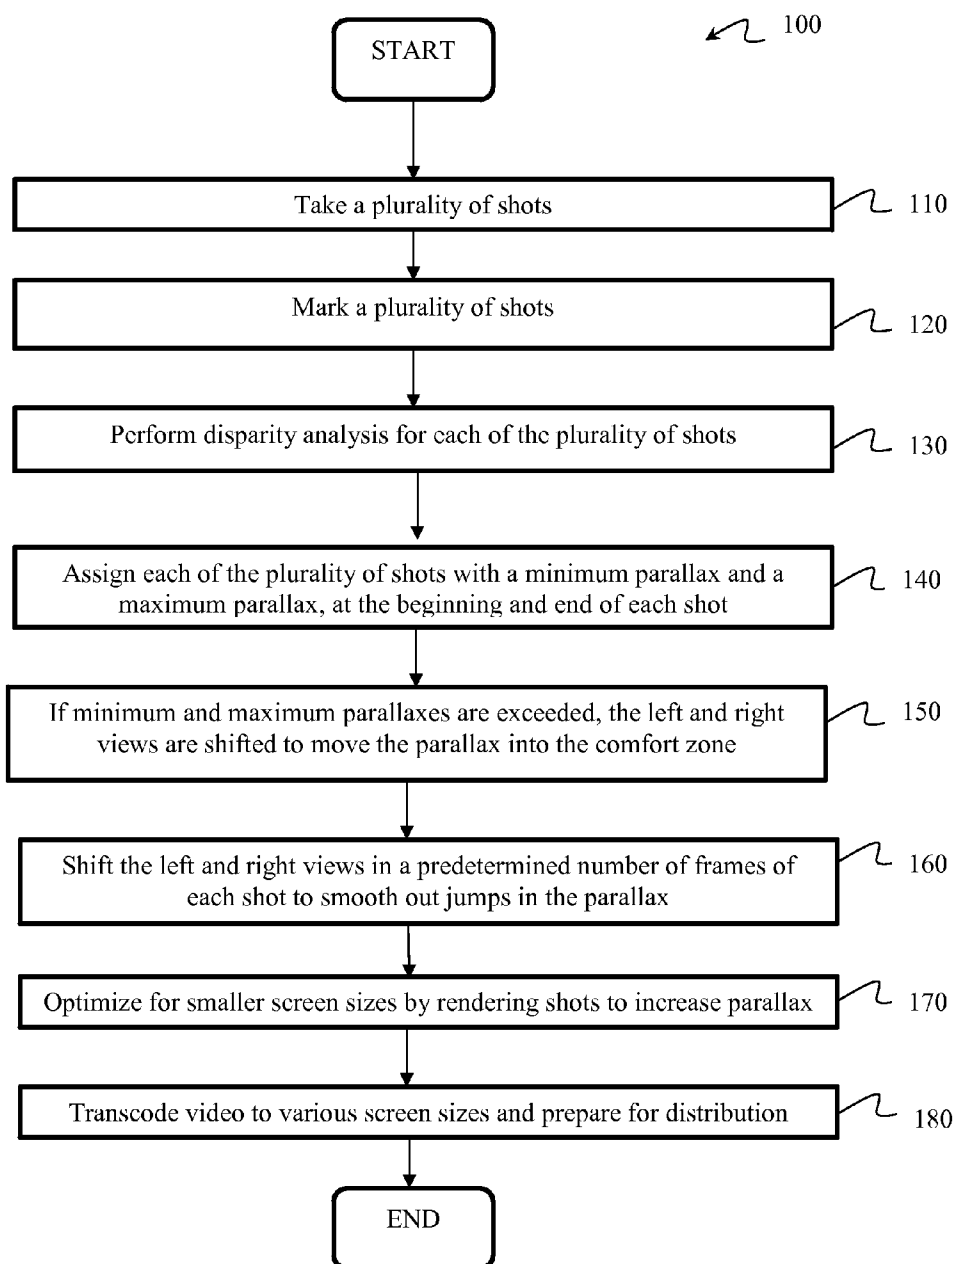 START
100
Take a plurality of shots
110
Mark a plurality of shots
120
Perform disparity analysis for each of the plurality of shots
130
Assign each of the plurality of shots with a minimum parallax and a
maximum parallax, at the beginning and end of each shot
140
If minimum and maximum parallaxes are exceeded, the left and right
views are shifted to move the parallax into the comfort zone
150
Shift the left and right views in a predetermined number of frames of
each shot to smooth out jumps in the parallax
160
Optimize for smaller screen sizes by rendering shots to increase parallax
170
Transcode video to various screen sizes and prepare for distribution
180
END